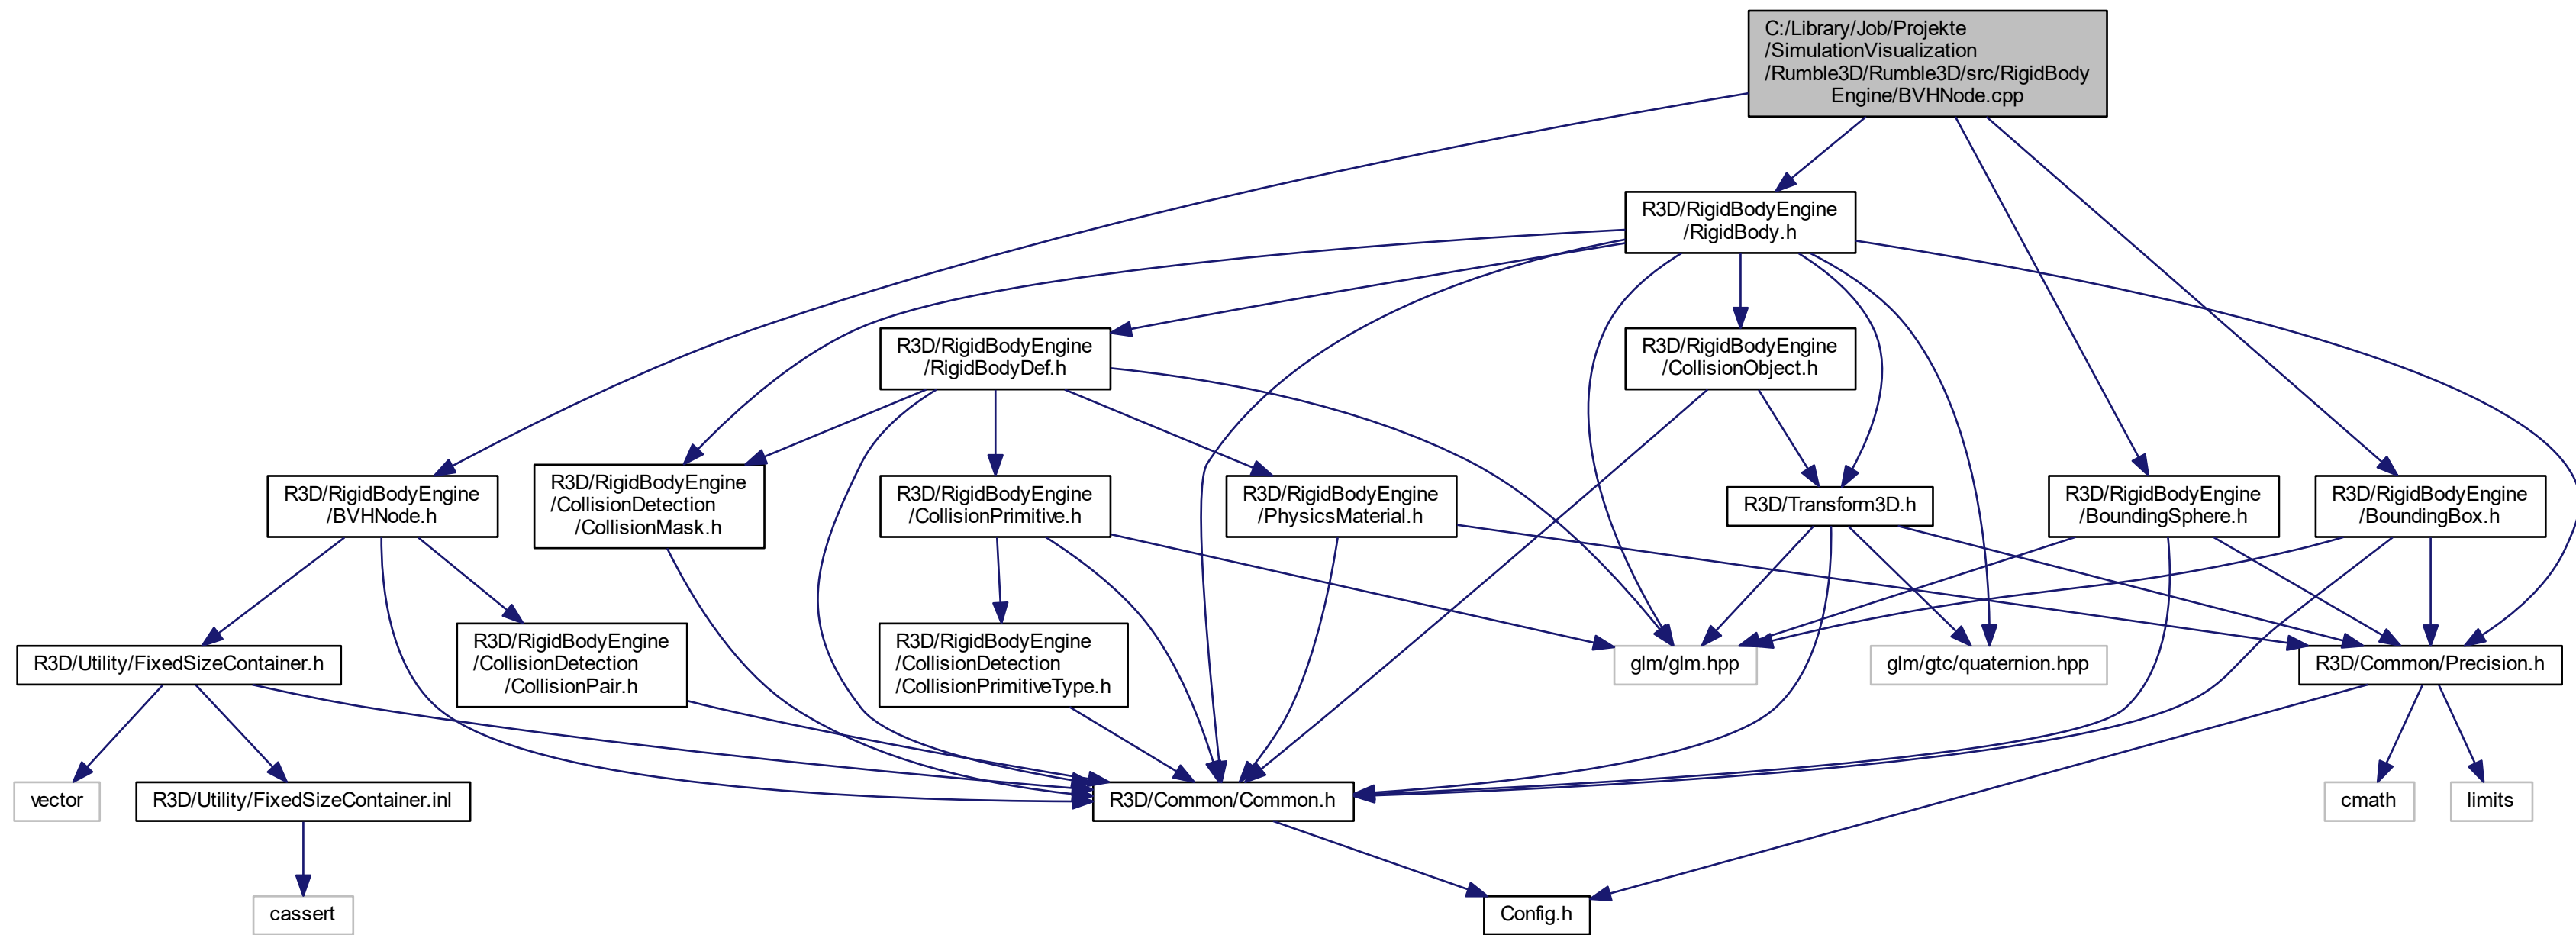 C:/Library/Job/Projekte
/SimulationVisualization
/Rumble3D/Rumble3D/src/RigidBody
Engine/BVHNode.cpp
R3D/RigidBodyEngine
/RigidBody.h
R3D/RigidBodyEngine
/RigidBodyDef.h
R3D/RigidBodyEngine
/CollisionObject.h
R3D/RigidBodyEngine
/BVHNode.h
R3D/RigidBodyEngine
/CollisionDetection
/CollisionMask.h
R3D/RigidBodyEngine
/CollisionPrimitive.h
R3D/RigidBodyEngine
/PhysicsMaterial.h
R3D/Transform3D.h
R3D/RigidBodyEngine
/BoundingSphere.h
R3D/RigidBodyEngine
/BoundingBox.h
R3D/Utility/FixedSizeContainer.h
R3D/RigidBodyEngine
/CollisionDetection
/CollisionPair.h
R3D/RigidBodyEngine
/CollisionDetection
/CollisionPrimitiveType.h
glm/glm.hpp
glm/gtc/quaternion.hpp
R3D/Common/Precision.h
vector
R3D/Utility/FixedSizeContainer.inl
R3D/Common/Common.h
cmath
limits
cassert
Config.h